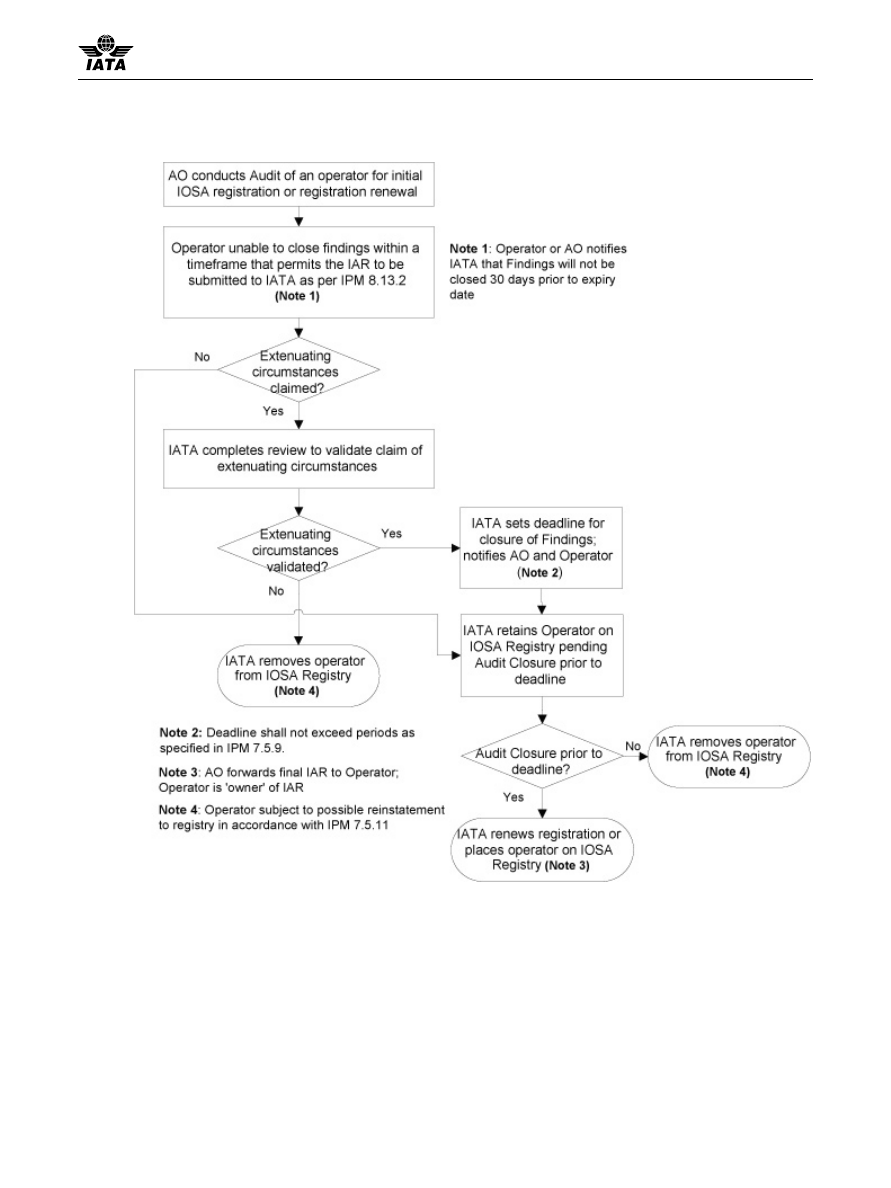 IATA
AO conducts Audit of an operator for initial
IOSA registration or registration renewal
Operator unable to close findings within a
timeframe that permits the IAR to be
submitted to IATA as per IPM 8.13.2
(Note 1)
Note 1: Operator or AO notifies
IATA that Findings will not be
closed 30 days prior to expiry
date
No
Extenuating
circumstances
claimed?
Yes
IATA completes review to validate claim of
extenuating circumstances
Extenuating
circumstances
validated?
Yes
No
IATA sets deadline for
closure of Findings;
notifies AO and Operator
(Note 2)
IATA retains Operator on
IOSA Registry pending
Audit Closure prior to
deadline
IATA removes operator
from IOSA Registry
(Note 4)
Note 2: Deadline shall not exceed periods as
specified in IPM 7.5.9.
Note 3: AO forwards final IAR to Operator;
Operator is 'owner' of IAR
Note 4: Operator subject to possible reinstatement
to registry in accordance with IPM 7.5.11
Audit Closure prior to
deadline?
No
IATA removes operator
from IOSA Registry
(Note 4)
Yes
IATA renews registration or
places operator on IOSA
Registry (Note 3)